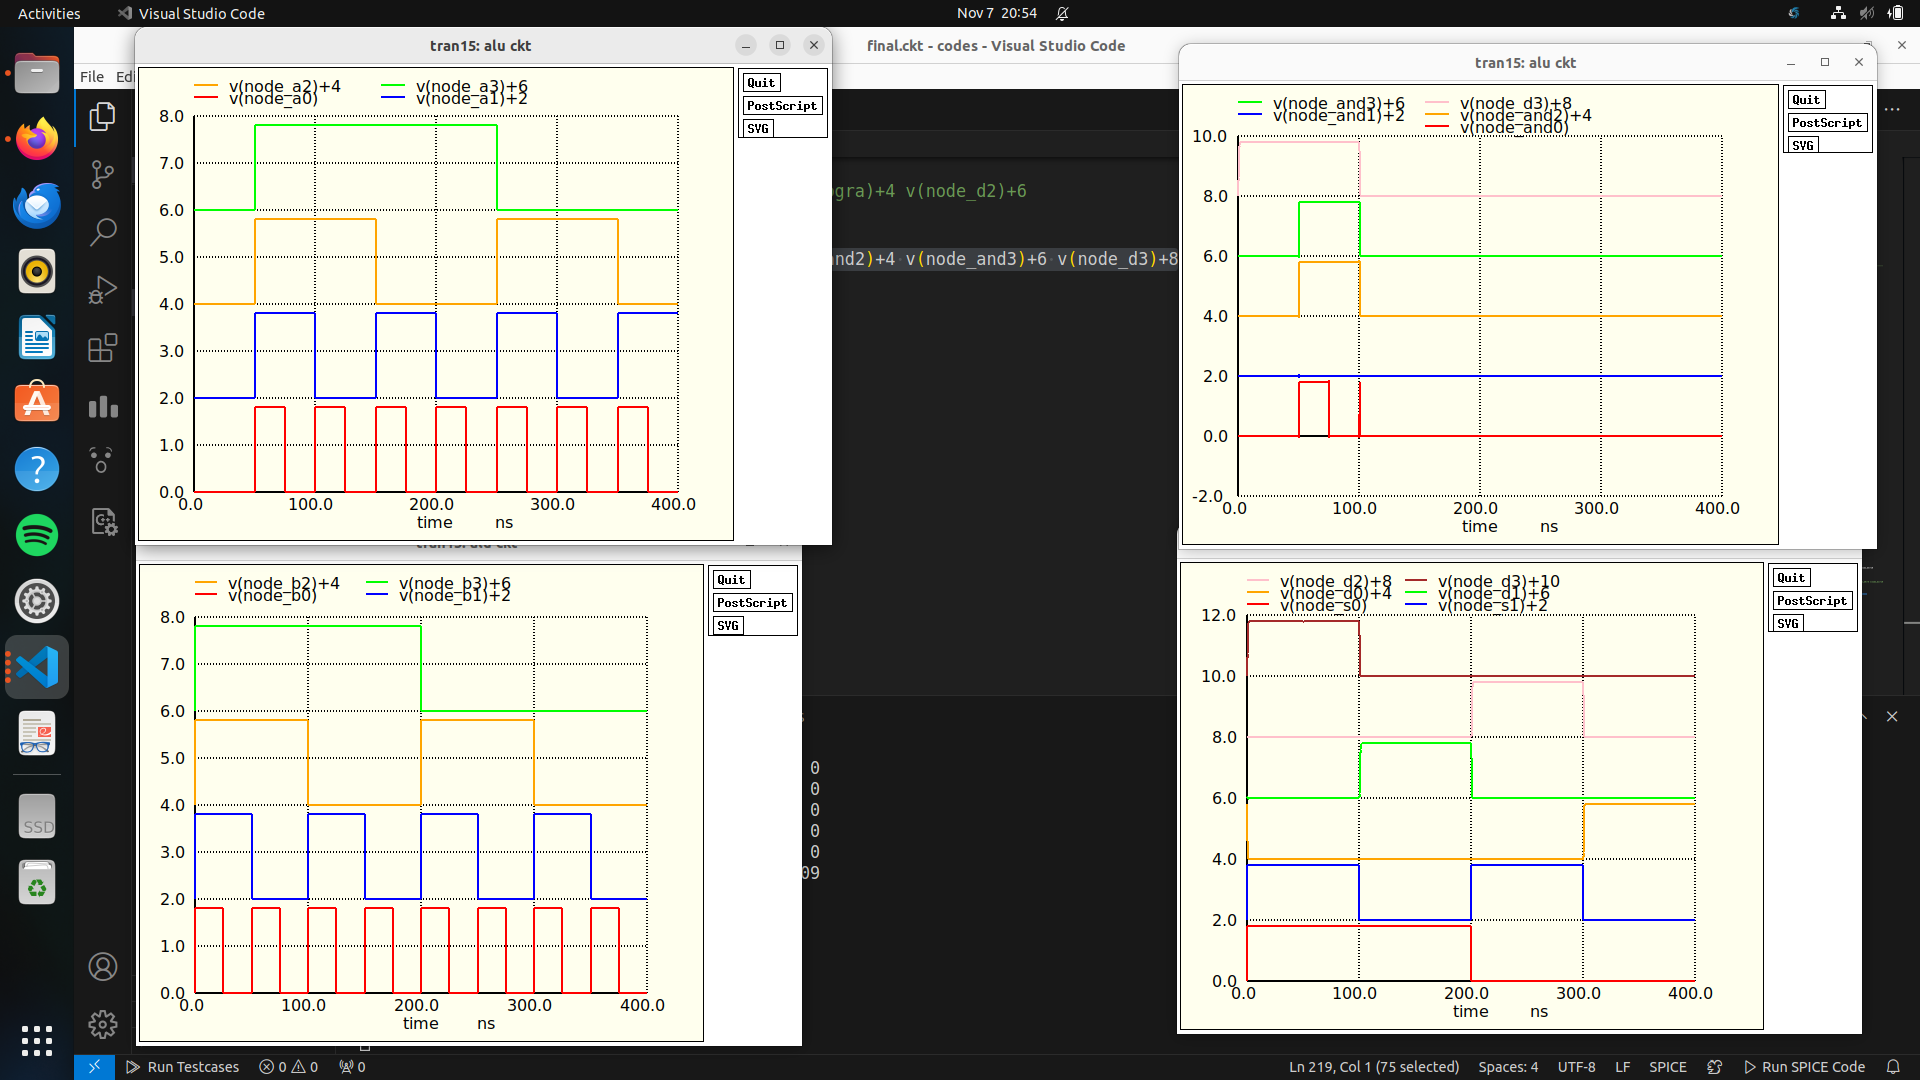 Activities
Visual Studio Code
Nov 7 20:54
final.ckt - codes - Visual Studio Code
File
tran15: alu ckt
v(node_a2)+4
v(node_a3)+6
v(node_a0)
v(node_a1)+2
8.0
7.0
6.0
5.0
4.0
3.0
2.0
1.0
0.0
0.0
100.0
200.0
300.0
400.0
time
ns
Quit
PostScript
SVG
tran15: alu ckt
v(node_and3)+6
v(node_d3)+8
v(node_and1)+2
v(node_and2)+4
v(node_and0)
10.0
8.0
6.0
4.0
2.0
0.0
-2.0
0.0
100.0
200.0
300.0
400.0
time
ns
Quit
PostScript
SVG
gra)+4 v(node_d2)+6
nd2)+4 v(node_and3)+6 v(node_d3)+8
v(node_b2)+4
v(node_b3)+6
v(node_b0)
v(node_b1)+2
8.0
7.0
6.0
5.0
4.0
3.0
2.0
1.0
0.0
0.0
100.0
200.0
300.0
400.0
time
ns
Quit
PostScript
SVG
0
0
0
0
0
09
v(node_d2)+8
v(node_d3)+10
v(node_d0)+4
v(node_d1)+6
v(node_s0)
v(node_s1)+2
12.0
10.0
8.0
6.0
4.0
2.0
0.0
0.0
100.0
200.0
300.0
400.0
time
ns
Quit
PostScript
SVG
SSD
Run Testcases
0
0
0
Ln 219, Col 1 (75 selected)
Spaces: 4
UTF-8
LF
SPICE
Run SPICE Code